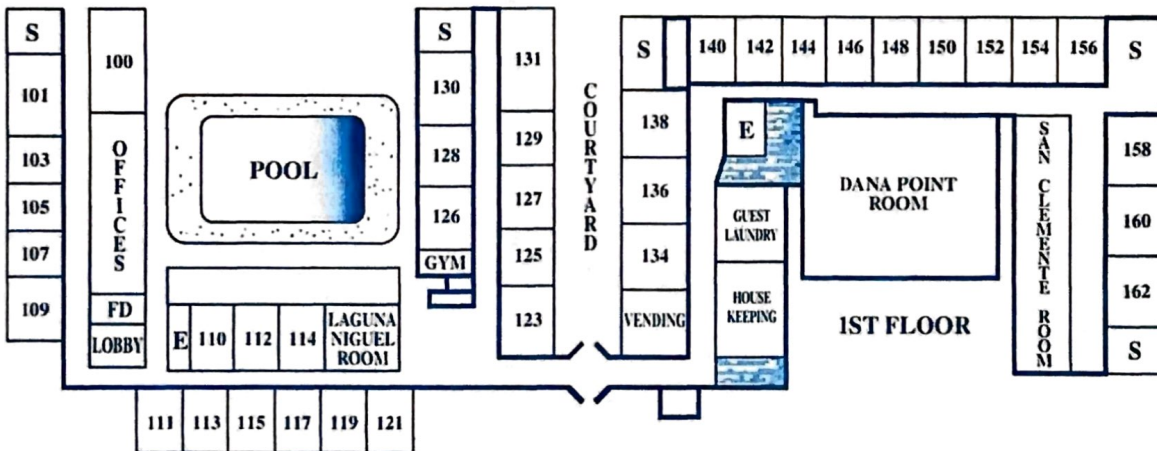 S
101
103
105
107
109
100
OFFICES
FD
LOBBY
POOL
E
110
112
114
LAGUNA
NIGUEL
ROOM
111
113
115
117
119
121
S
130
128
126
GYM
131
129
127
125
123
COURTYARD
S
138
136
134
VENDING
140
142
144
146
148
150
152
154
156
S
E
GUEST
LAUNDRY
HOUSE
KEEPING
DANA POINT
ROOM
1ST FLOOR
SAN CLEMENTE ROOM
158
160
162
S